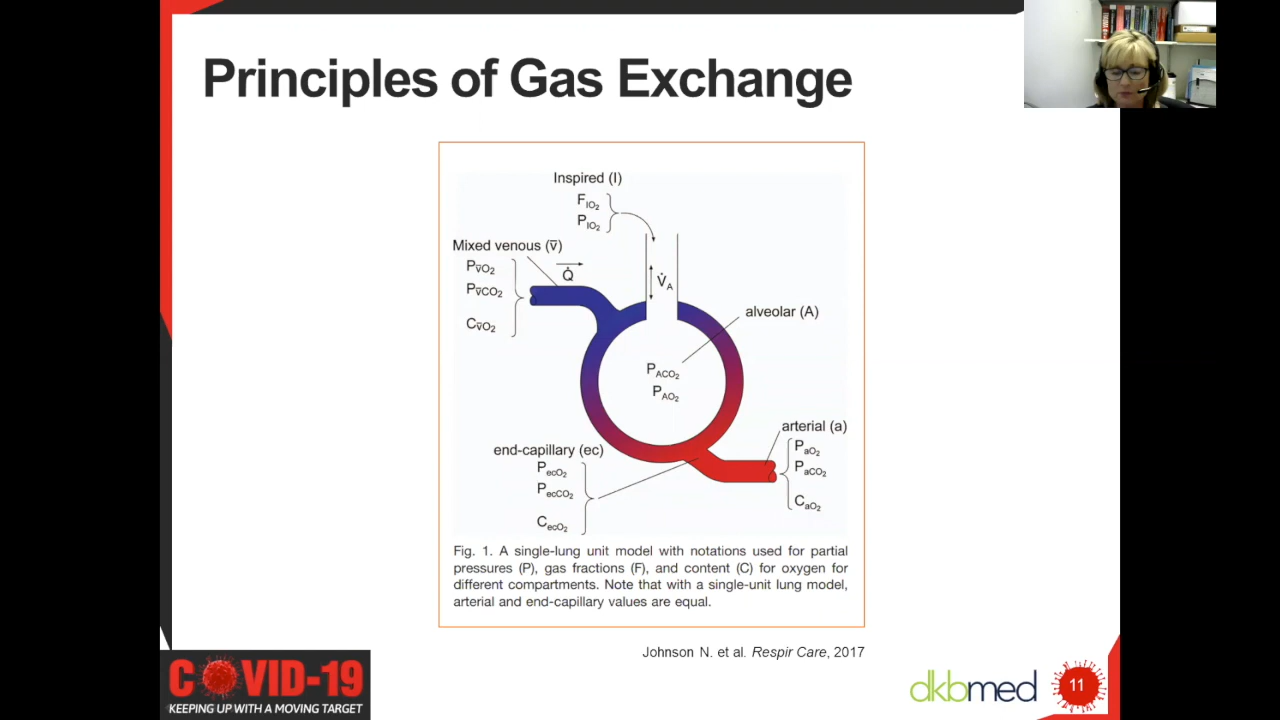 Principles of Gas Exchange
Inspired (I)
FIO2
PIO2
Mixed venous (v̅)
Pv̅O2
Pv̅CO2
Cv̅O2
Q̇
V̇A
alveolar (A)
PACO2
PAO2
arterial (a)
PaO2
PaCO2
CaO2
end-capillary (ec)
PecO2
PecCO2
CecO2
Fig. 1. A single-lung unit model with notations used for partial
pressures (P), gas fractions (F), and content (C) for oxygen for
different compartments. Note that with a single-unit lung model,
arterial and end-capillary values are equal.
Johnson N. et al. Respir Care, 2017
COVID-19
KEEPING UP WITH A MOVING TARGET
dkbmed
11